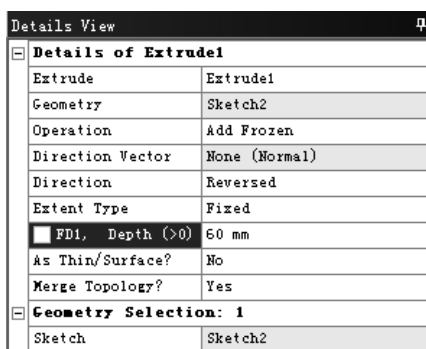 Details View
Details of Extrude1
Extrude Extrude1
Geometry Sketch2
Operation Add Frozen
Direction Vector None (Normal)
Direction Reversed
Extent Type Fixed
FD1, Depth (>0) 60 mm
As Thin/Surface? No
Merge Topology? Yes
Geometry Selection: 1
Sketch Sketch2